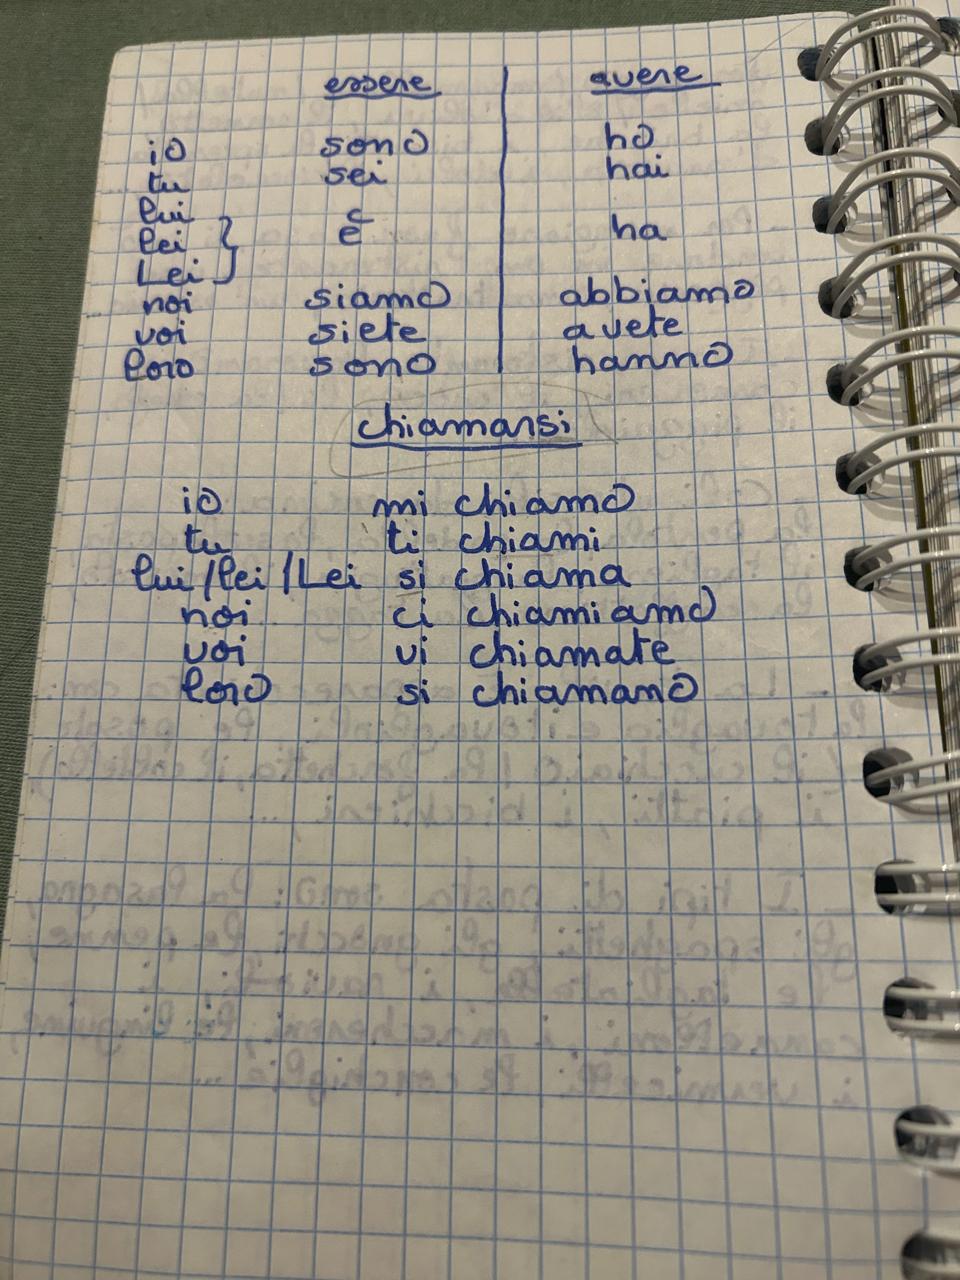 essere avere
io sono ho
tu sei hai
lui
lei } è ha
Lei
noi siamo abbiamo
voi siete avete
loro sono hanno
chiamarsi
io mi chiamo
tu ti chiami
lui/lei/Lei si chiama
noi ci chiamiamo
voi vi chiamate
loro si chiamano